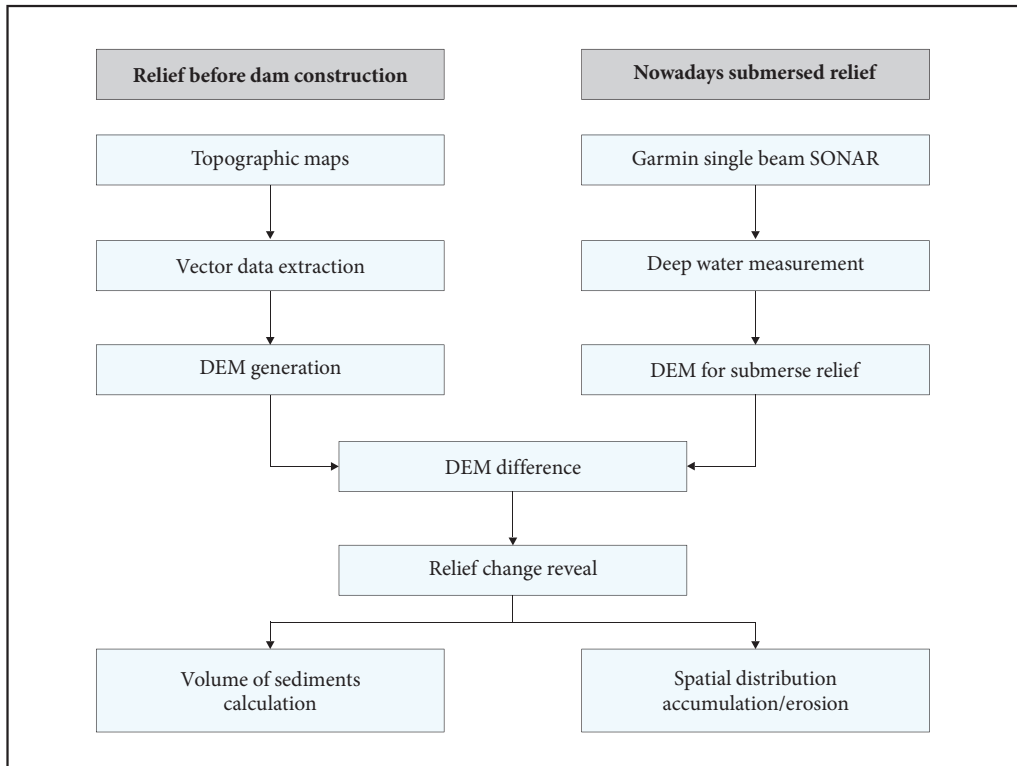 Relief before dam construction
Nowadays submersed relief
Topographic maps
Garmin single beam SONAR
Vector data extraction
Deep water measurement
DEM generation
DEM for submerse relief
DEM difference
Relief change reveal
Volume of sediments
calculation
Spatial distribution
accumulation/erosion